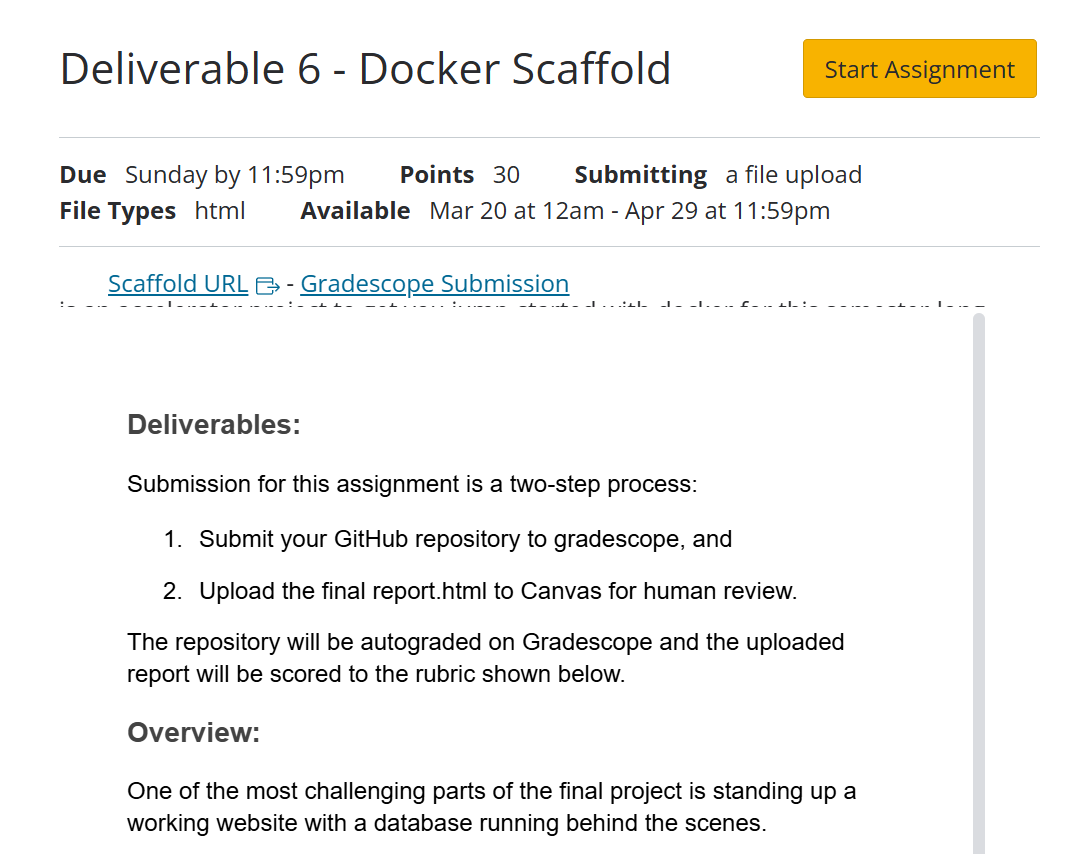 Deliverable 6 - Docker Scaffold
Start Assignment
Due Sunday by 11:59pm Points 30 Submitting a file upload
File Types html Available Mar 20 at 12am - Apr 29 at 11:59pm
Scaffold URL - Gradescope Submission
Deliverables:
Submission for this assignment is a two-step process:
1. Submit your GitHub repository to gradescope, and
2. Upload the final report.html to Canvas for human review.
The repository will be autograded on Gradescope and the uploaded
report will be scored to the rubric shown below.
Overview:
One of the most challenging parts of the final project is standing up a
working website with a database running behind the scenes.